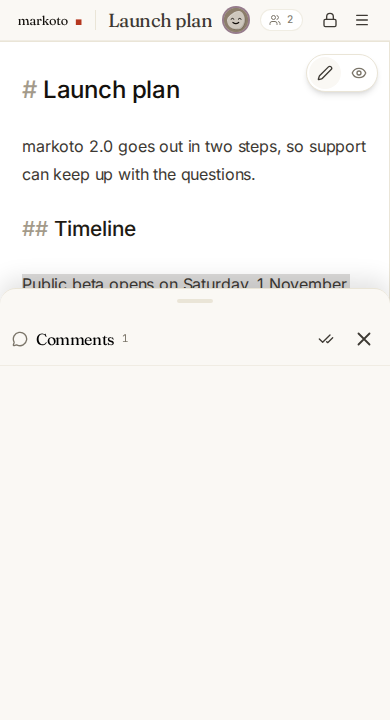 markoto
Launch plan
2
# Launch plan
markoto 2.0 goes out in two steps, so support
can keep up with the questions.
## Timeline
Public beta opens on Saturday, 1 November
Comments 1